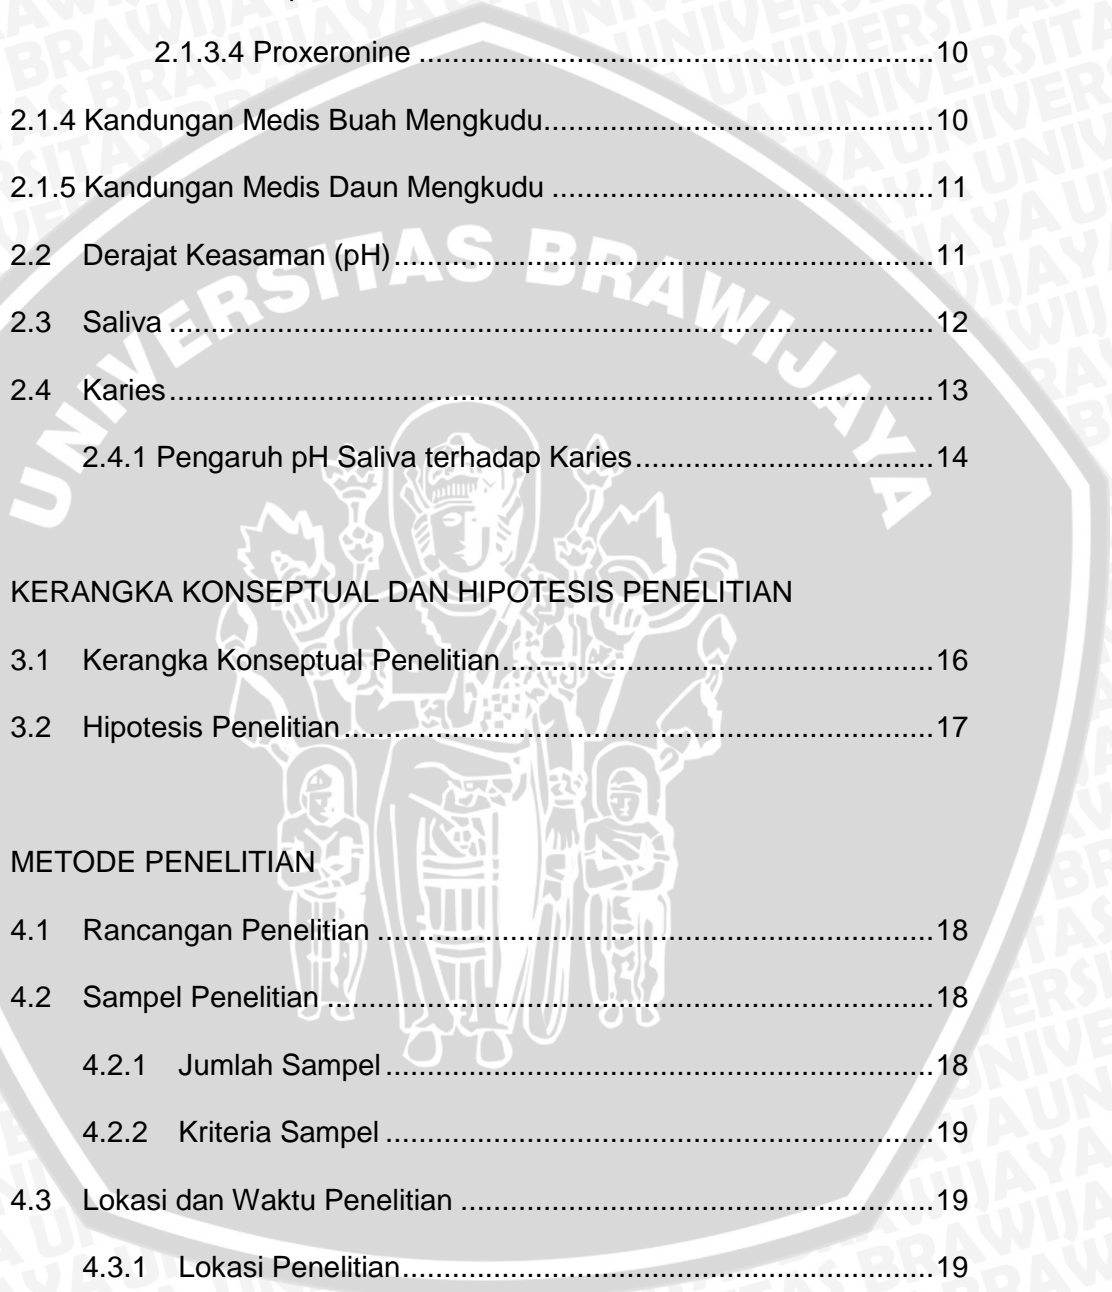 2.1.3.4 Proxeronine ................................................................10
2.1.4 Kandungan Medis Buah Mengkudu................................................10
2.1.5 Kandungan Medis Daun Mengkudu ...............................................11
2.2 Derajat Keasaman (pH)..................................................................11
2.3 Saliva .............................................................................................12
2.4 Karies.............................................................................................13
2.4.1 Pengaruh pH Saliva terhadap Karies....................................14
KERANGKA KONSEPTUAL DAN HIPOTESIS PENELITIAN
3.1 Kerangka Konseptual Penelitian.....................................................16
3.2 Hipotesis Penelitian........................................................................17
METODE PENELITIAN
4.1 Rancangan Penelitian ....................................................................18
4.2 Sampel Penelitian ..........................................................................18
4.2.1 Jumlah Sampel...................................................................18
4.2.2 Kriteria Sampel ...................................................................19
4.3 Lokasi dan Waktu Penelitian ..........................................................19
4.3.1 Lokasi Penelitian.................................................................19
UNIVERSITAS BRAWIJAYA